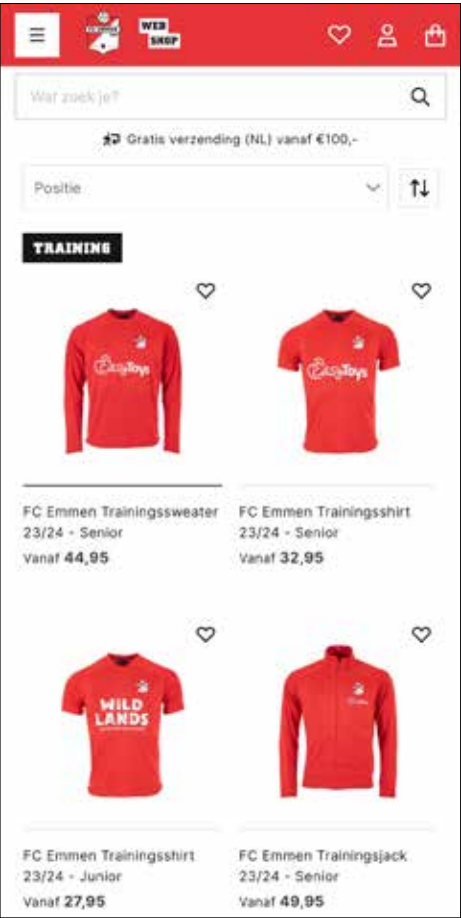 WEB
SHOP
Wat zoek je?
Gratis verzending (NL) vanaf €100,-
Positie
TRAINING
EasyToys
EasyToys
FC Emmen Trainingssweater
23/24 - Senior
Vanaf 44,95
FC Emmen Trainingsshirt
23/24 - Senior
Vanaf 32,95
WILD
LANDS
FC Emmen Trainingsshirt
23/24 - Junior
Vanaf 27,95
FC Emmen Trainingsjack
23/24 - Senior
Vanaf 49,95